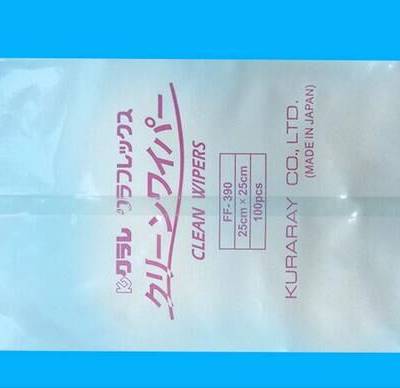 クラレ クラフレックス
クリーンワイパー
CLEAN WIPERS
FF-390
25cm×25cm
100pcs
KURARAY CO.,LTD.
(MADE IN JAPAN)